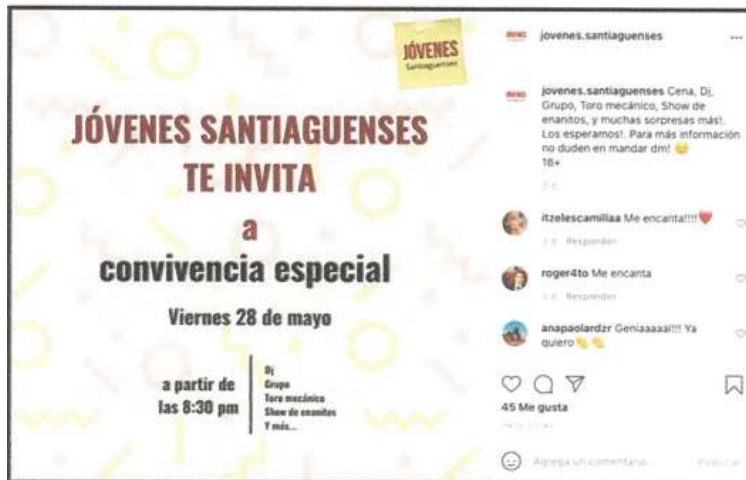 JÓVENES
Santiaguenses
JÓVENES SANTIAGUENSES
TE INVITA
a
convivencia especial
Viernes 28 de mayo
a partir de
las 8:30 pm
Dj
Grupo
Toro mecánico
Show de enanitos
Y más...
jovenes.santiaguenses
jovenes.santiaguenses Cena, Dj,
Grupo, Toro mecánico, Show de
enanitos, y muchas sorpresas más!.
Los esperamos!. Para más información
no duden en mandar dm!
16+
itzelescamillaa Me encanta!!!!
Responder
roger4to Me encanta
Responder
anapaolardzr Geniaaaaal!!! Ya
quiero
45 Me gusta
Agrega un comentario...
Publicar